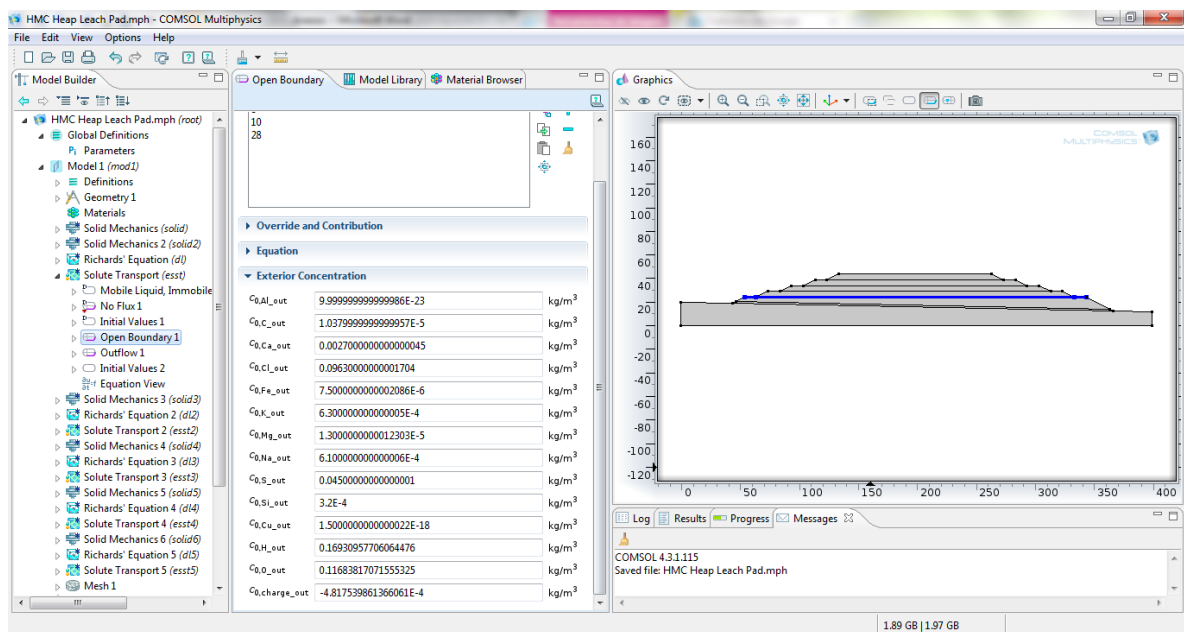 HMC Heap Leach Pad.mph - COMSOL Multiphysics
File Edit View Options Help
Model Builder
HMC Heap Leach Pad.mph (root)
Global Definitions
Pi Parameters
Model 1 (mod1)
Definitions
Geometry 1
Materials
Solid Mechanics (solid)
Solid Mechanics 2 (solid2)
Richards' Equation (dl)
Solute Transport (esst)
Mobile Liquid, Immobile
No Flux 1
Initial Values 1
Open Boundary 1
Outflow 1
Initial Values 2
Equation View
Solid Mechanics 3 (solid3)
Richards' Equation 2 (dl2)
Solute Transport 2 (esst2)
Solid Mechanics 4 (solid4)
Richards' Equation 3 (dl3)
Solute Transport 3 (esst3)
Solid Mechanics 5 (solid5)
Richards' Equation 4 (dl4)
Solute Transport 4 (esst4)
Solid Mechanics 6 (solid6)
Richards' Equation 5 (dl5)
Solute Transport 5 (esst5)
Mesh 1
Open Boundary Model Library Material Browser
10
28
Override and Contribution
Equation
Exterior Concentration
c0,Al_out 9.999999999999986E-23 kg/m³
c0,C_out 1.0379999999999957E-5 kg/m³
c0,Ca_out 0.0027000000000000045 kg/m³
c0,Cl_out 0.09630000000001704 kg/m³
c0,Fe_out 7.5000000000002086E-6 kg/m³
c0,K_out 6.300000000000005E-4 kg/m³
c0,Mg_out 1.3000000000012303E-5 kg/m³
c0,Na_out 6.100000000000006E-4 kg/m³
c0,S_out 0.04500000000000001 kg/m³
c0,Si_out 3.2E-4 kg/m³
c0,Cu_out 1.5000000000000022E-18 kg/m³
c0,H_out 0.16930957706064476 kg/m³
c0,O_out 0.11683817071555325 kg/m³
c0,charge_out -4.817539861366061E-4 kg/m³
Graphics
COMSOL
MULTIPHYSICS
160
140
120
100
80
60
40
20
0
-20
-40
-60
-80
-100
-120
0 50 100 150 200 250 300 350 400
Log Results Progress Messages
COMSOL 4.3.1.115
Saved file: HMC Heap Leach Pad.mph
1.89 GB | 1.97 GB